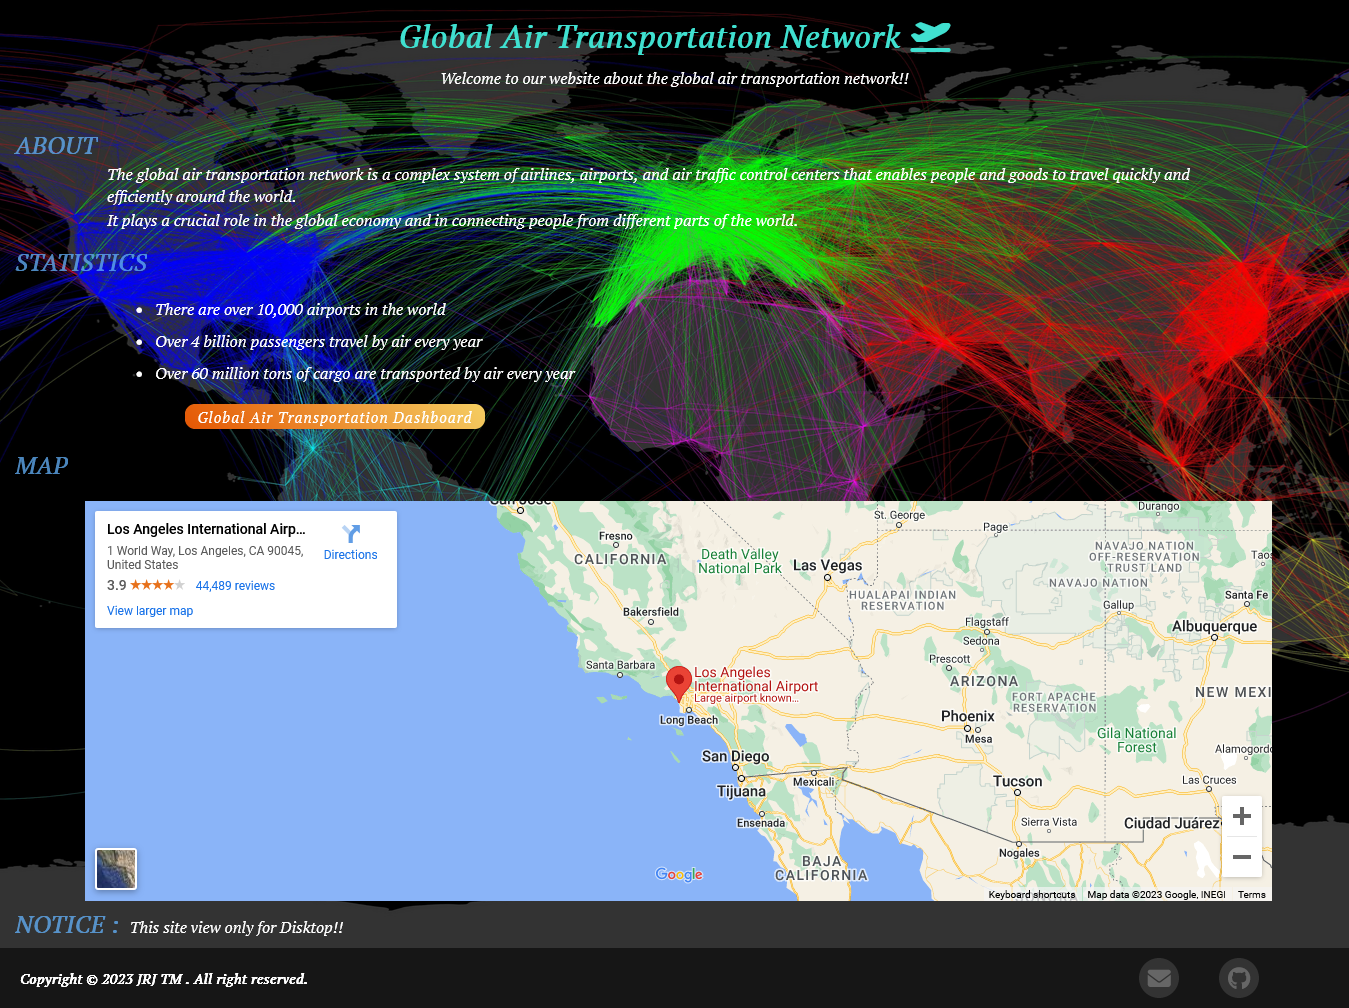 Global Air Transportation Network
Welcome to our website about the global air transportation network!!
ABOUT
The global air transportation network is a complex system of airlines, airports, and air traffic control centers that enables people and goods to travel quickly and
efficiently around the world.
It plays a crucial role in the global economy and in connecting people from different parts of the world.
STATISTICS
• There are over 10,000 airports in the world
• Over 4 billion passengers travel by air every year
• Over 60 million tons of cargo are transported by air every year
Global Air Transportation Dashboard
MAP
Los Angeles International Airp...
1 World Way, Los Angeles, CA 90045,
United States
Directions
3.9 ★★★★★ 44,489 reviews
View larger map
San Jose
Fresno
CALIFORNIA
Death Valley
National Park
Las Vegas
St. George
Page
Durango
NAVAJO NATION
OFF-RESERVATION
TRUST LAND
Taos
NAVAJO NATION
HUALAPAI INDIAN
RESERVATION
Bakersfield
Gallup
Santa Fe
Flagstaff
Sedona
Albuquerque
Santa Barbara
Prescott
Los Angeles
International Airport
Large airport known...
ARIZONA
FORT APACHE
RESERVATION
NEW MEXI
Long Beach
Phoenix
Mesa
Gila National
Forest
San Diego
Alamogordo
Tijuana
Mexicali
Tucson
Las Cruces
Ensenada
Sierra Vista
Ciudad Juárez
Nogales
BAJA
CALIFORNIA
Google
Keyboard shortcuts
Map data ©2023 Google, INEGI
Terms
NOTICE : This site view only for Disktop!!
Copyright © 2023 JRJ TM . All right reserved.